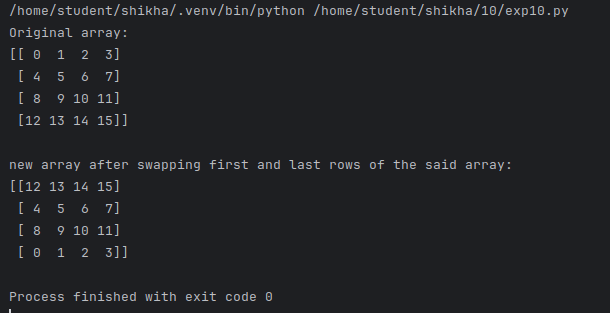 /home/student/shikha/.venv/bin/python /home/student/shikha/10/exp10.py
Original array:
[[ 0  1  2  3]
 [ 4  5  6  7]
 [ 8  9 10 11]
 [12 13 14 15]]

new array after swapping first and last rows of the said array:
[[12 13 14 15]
 [ 4  5  6  7]
 [ 8  9 10 11]
 [ 0  1  2  3]]

Process finished with exit code 0